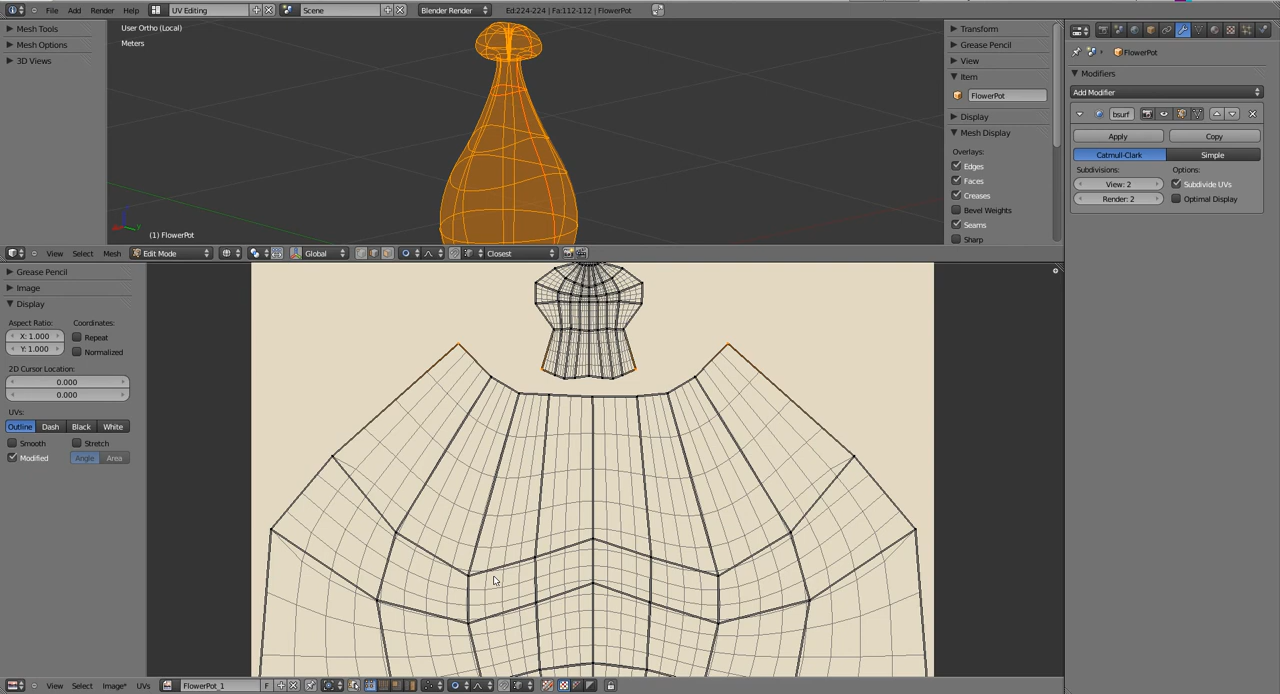 File Add Render Window Help UV Editing Scene Blender Render Ed:224-224 | Fa:112-112 | FlowerPot
Mesh Tools
Mesh Options
3D Views
User Ortho (Local)
Meters
(1) FlowerPot
Transform
Grease Pencil
View
Item
FlowerPot
Display
Mesh Display
Overlays:
Edges
Faces
Creases
Bevel Weights
Seams
Sharp
FlowerPot
Modifiers
Add Modifier
bsurf
Apply Copy
Catmull-Clark Simple
Subdivisions: Options:
View: 2 Subdivide UVs
Render: 2 Optimal Display
View Select Mesh Edit Mode Global Closest
Grease Pencil
Image
Display
Aspect Ratio: Coordinates:
X: 1.000 Repeat
Y: 1.000 Normalized
2D Cursor Location:
0.000
0.000
UVs:
Outline Dash Black White
Smooth Stretch
Modified Angle Area
View Select Image* UVs FlowerPot_1 F